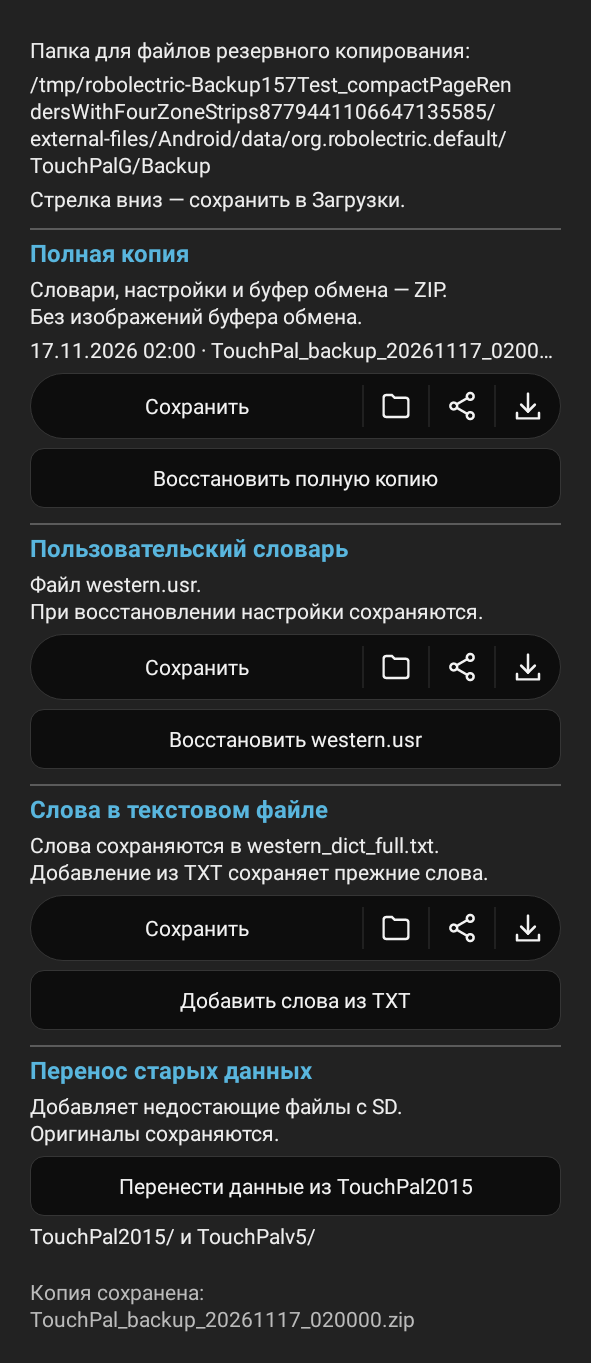 Папка для файлов резервного копирования:
/tmp/robolectric-Backup157Test_compactPageRen
dersWithFourZoneStrips8779441106647135585/
external-files/Android/data/org.robolectric.default/
TouchPalG/Backup
Стрелка вниз — сохранить в Загрузки.
Полная копия
Словари, настройки и буфер обмена — ZIP.
Без изображений буфера обмена.
17.11.2026 02:00 · TouchPal_backup_20261117_0200…
Сохранить
Восстановить полную копию
Пользовательский словарь
Файл western.usr.
При восстановлении настройки сохраняются.
Сохранить
Восстановить western.usr
Слова в текстовом файле
Слова сохраняются в western_dict_full.txt.
Добавление из TXT сохраняет прежние слова.
Сохранить
Добавить слова из TXT
Перенос старых данных
Добавляет недостающие файлы с SD.
Оригиналы сохраняются.
Перенести данные из TouchPal2015
TouchPal2015/ и TouchPalv5/
Копия сохранена:
TouchPal_backup_20261117_020000.zip